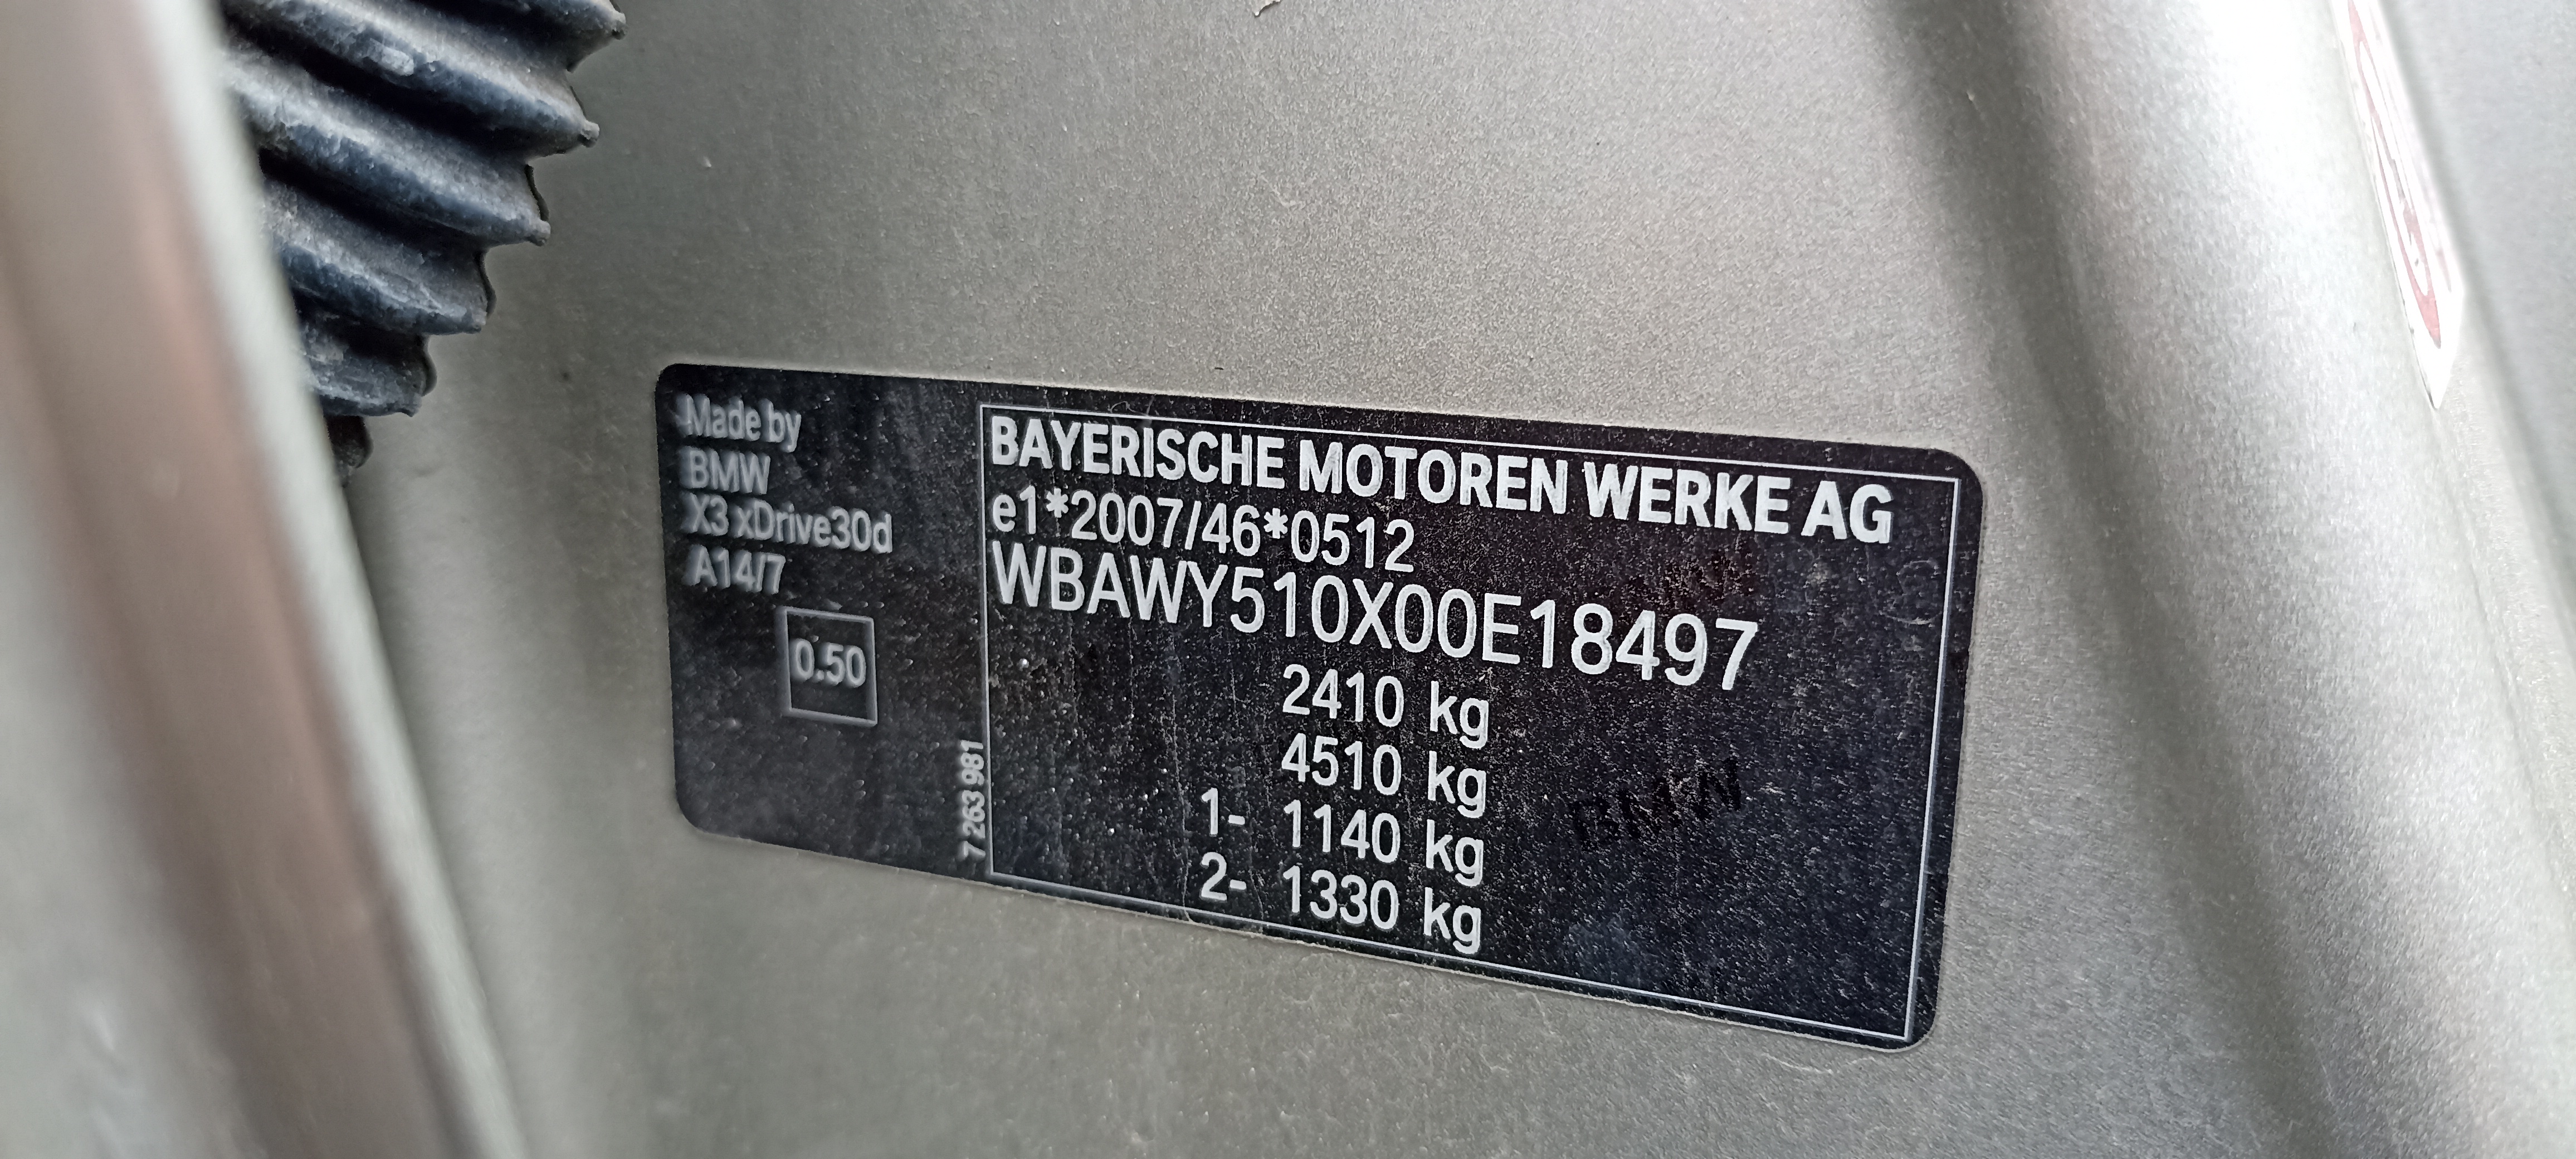 Made by
BMW
X3 xDrive30d
A14/7
0.50
7 263 981
BAYERISCHE MOTOREN WERKE AG
e1*2007/46*0512
WBAWY510X00E18497
2410 kg
4510 kg
1- 1140 kg
2- 1330 kg
BMW